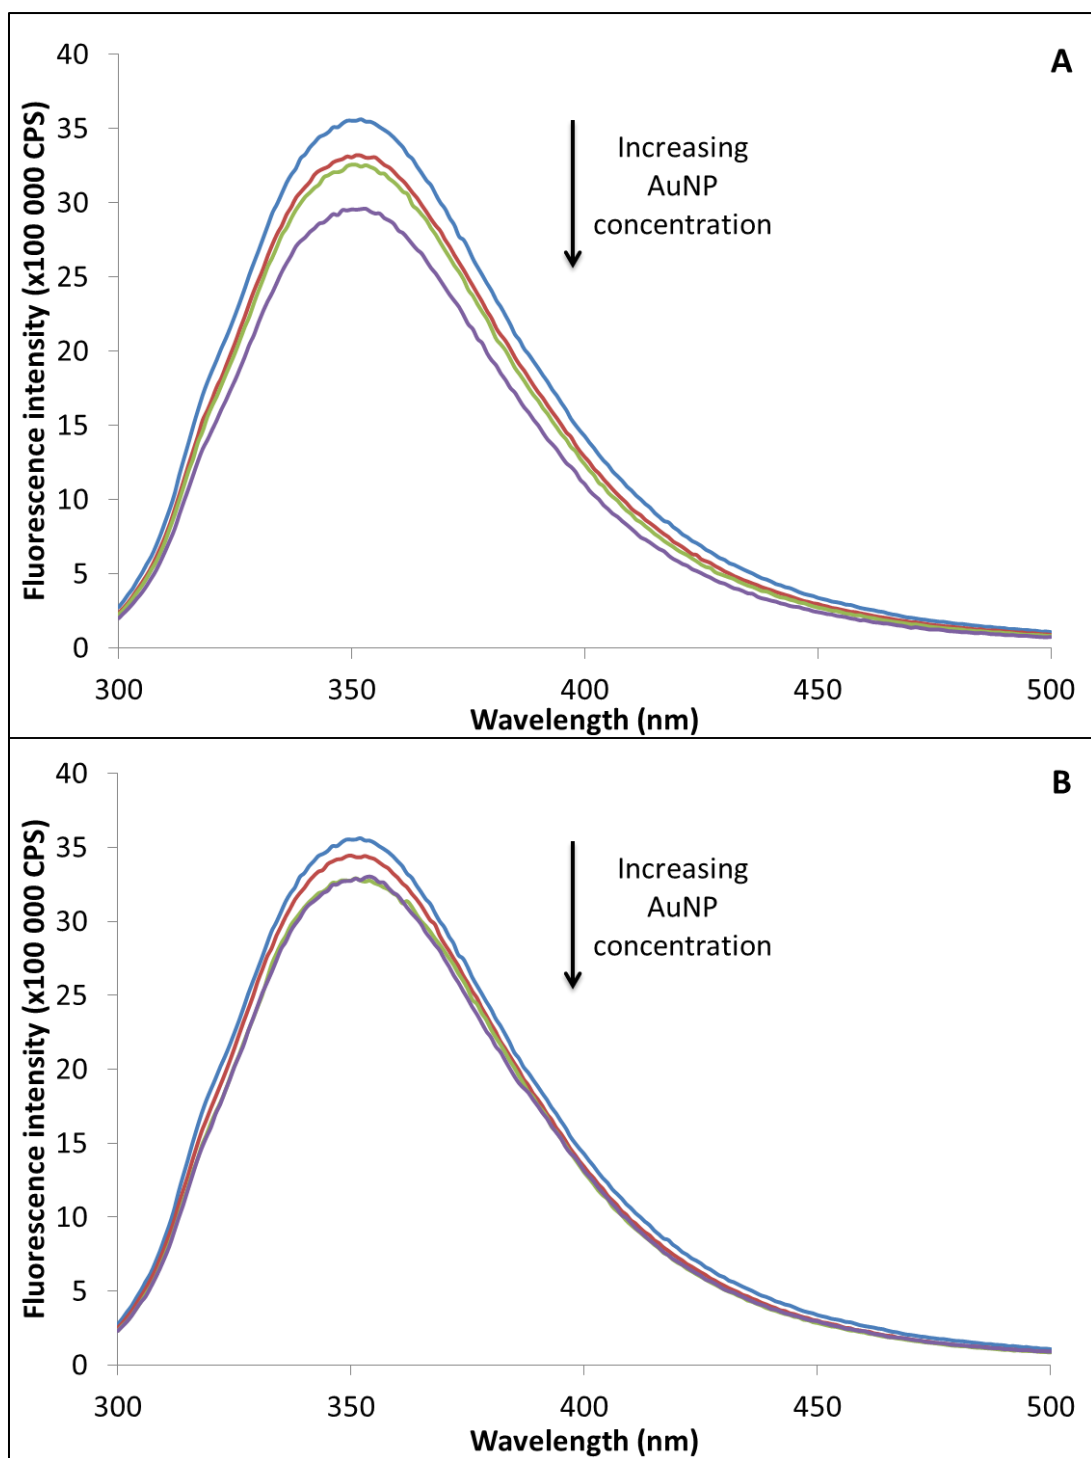 A
Fluorescence intensity (x100 000 CPS)
40
35
30
25
20
15
10
5
0
Increasing
AuNP
concentration
300 350 400 450 500
Wavelength (nm)
B
Fluorescence intensity (x100 000 CPS)
40
35
30
25
20
15
10
5
0
Increasing
AuNP
concentration
300 350 400 450 500
Wavelength (nm)